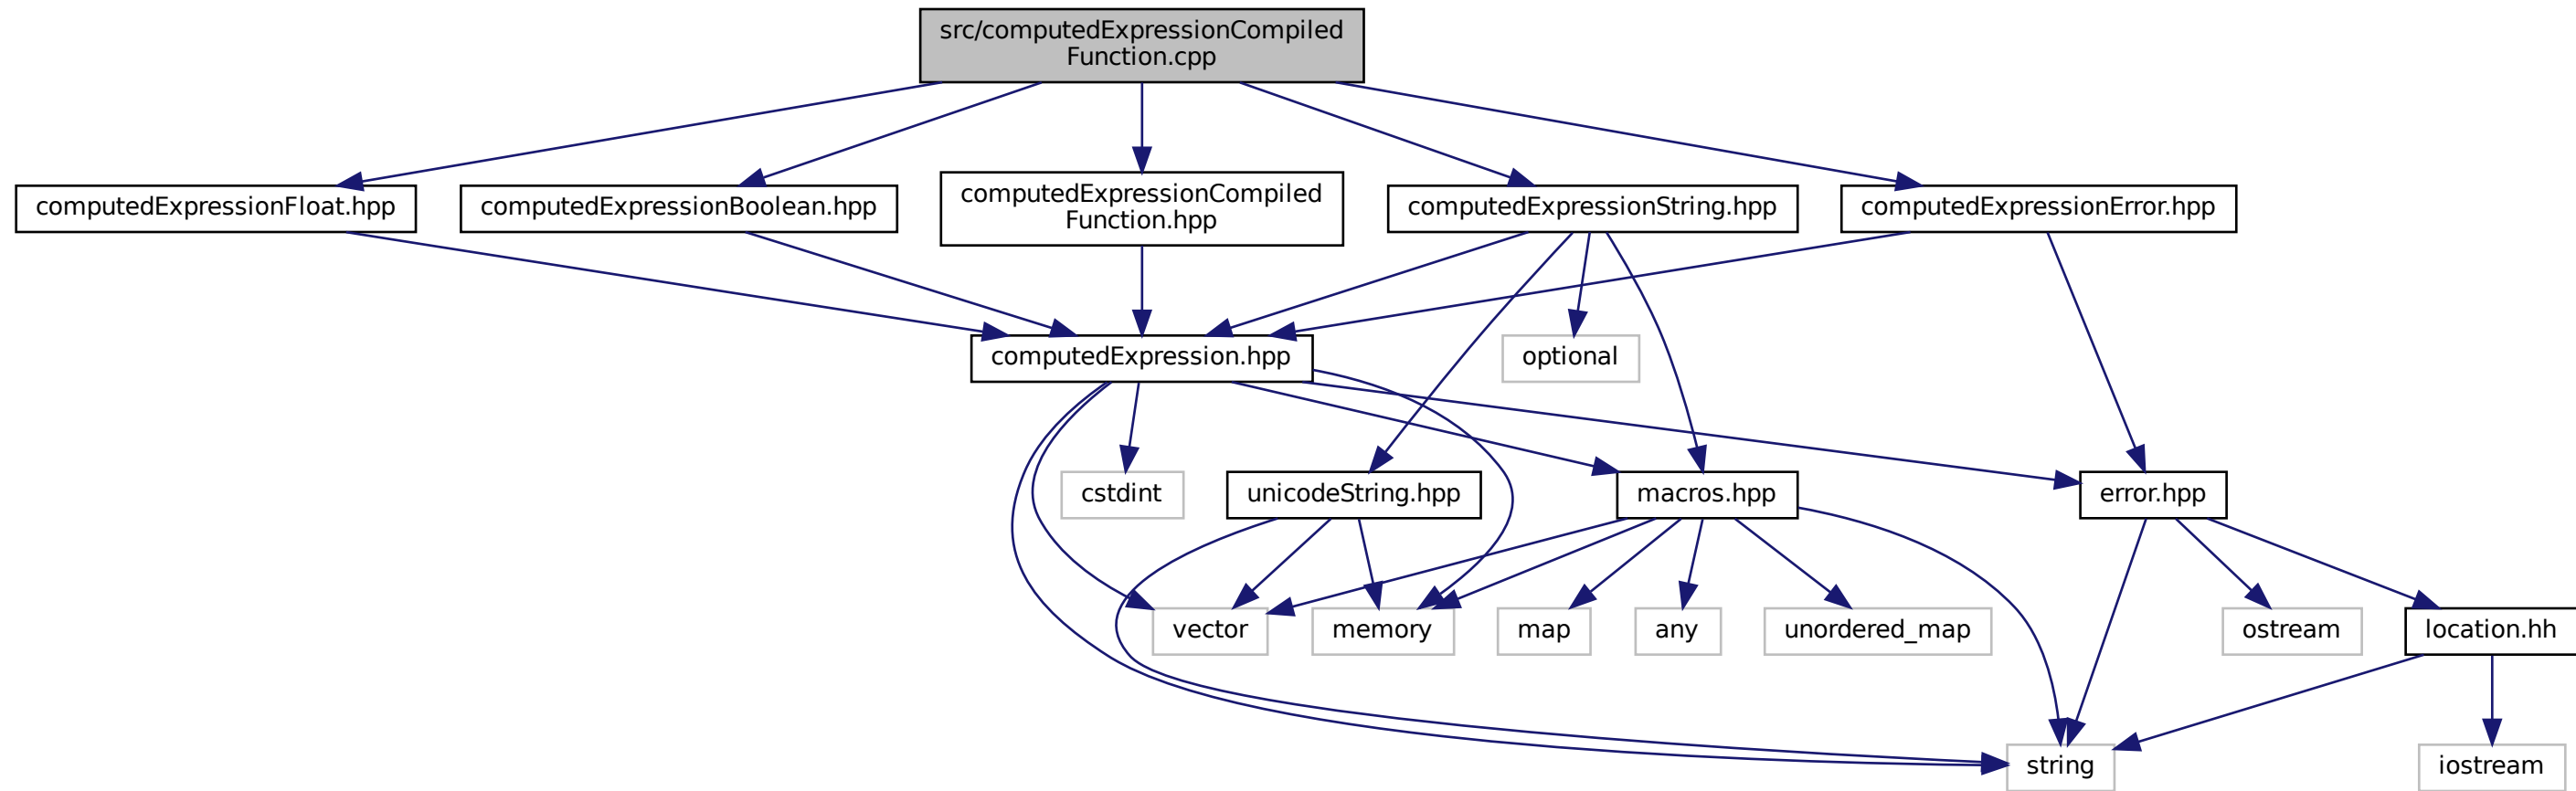 src/computedExpressionCompiled
Function.cpp
computedExpressionFloat.hpp
computedExpressionBoolean.hpp
computedExpressionCompiled
Function.hpp
computedExpressionString.hpp
computedExpressionError.hpp
computedExpression.hpp
optional
cstdint
unicodeString.hpp
macros.hpp
error.hpp
vector
memory
map
any
unordered_map
ostream
location.hh
string
iostream